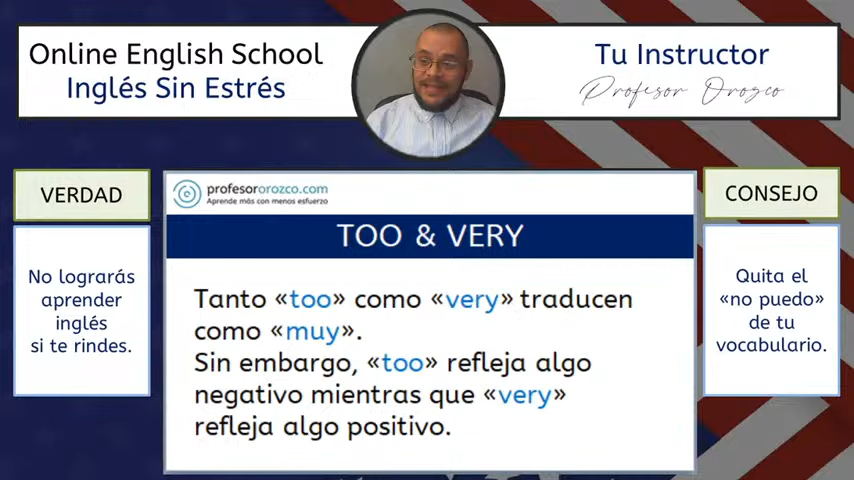 Online English School
Inglés Sin Estrés
Tu Instructor
Profesor Orozco
VERDAD
No lograrás
aprender
inglés
si te rindes.
profesororozco.com
Aprende más con menos esfuerzo
TOO & VERY
Tanto «too» como «very» traducen
como «muy».
Sin embargo, «too» refleja algo
negativo mientras que «very»
refleja algo positivo.
CONSEJO
Quita el
«no puedo»
de tu
vocabulario.